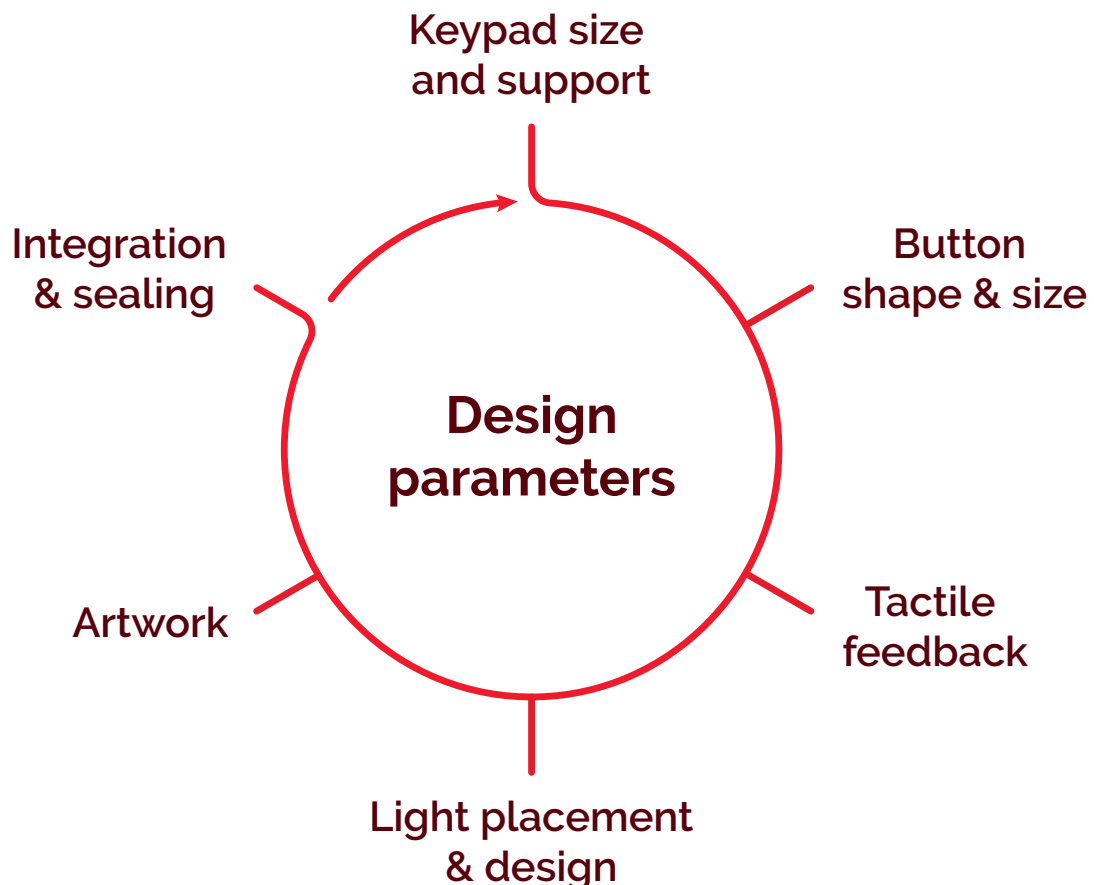 Keypad size
and support
Integration
& sealing
Button
shape & size
Design
parameters
Artwork
Tactile
feedback
Light placement
& design